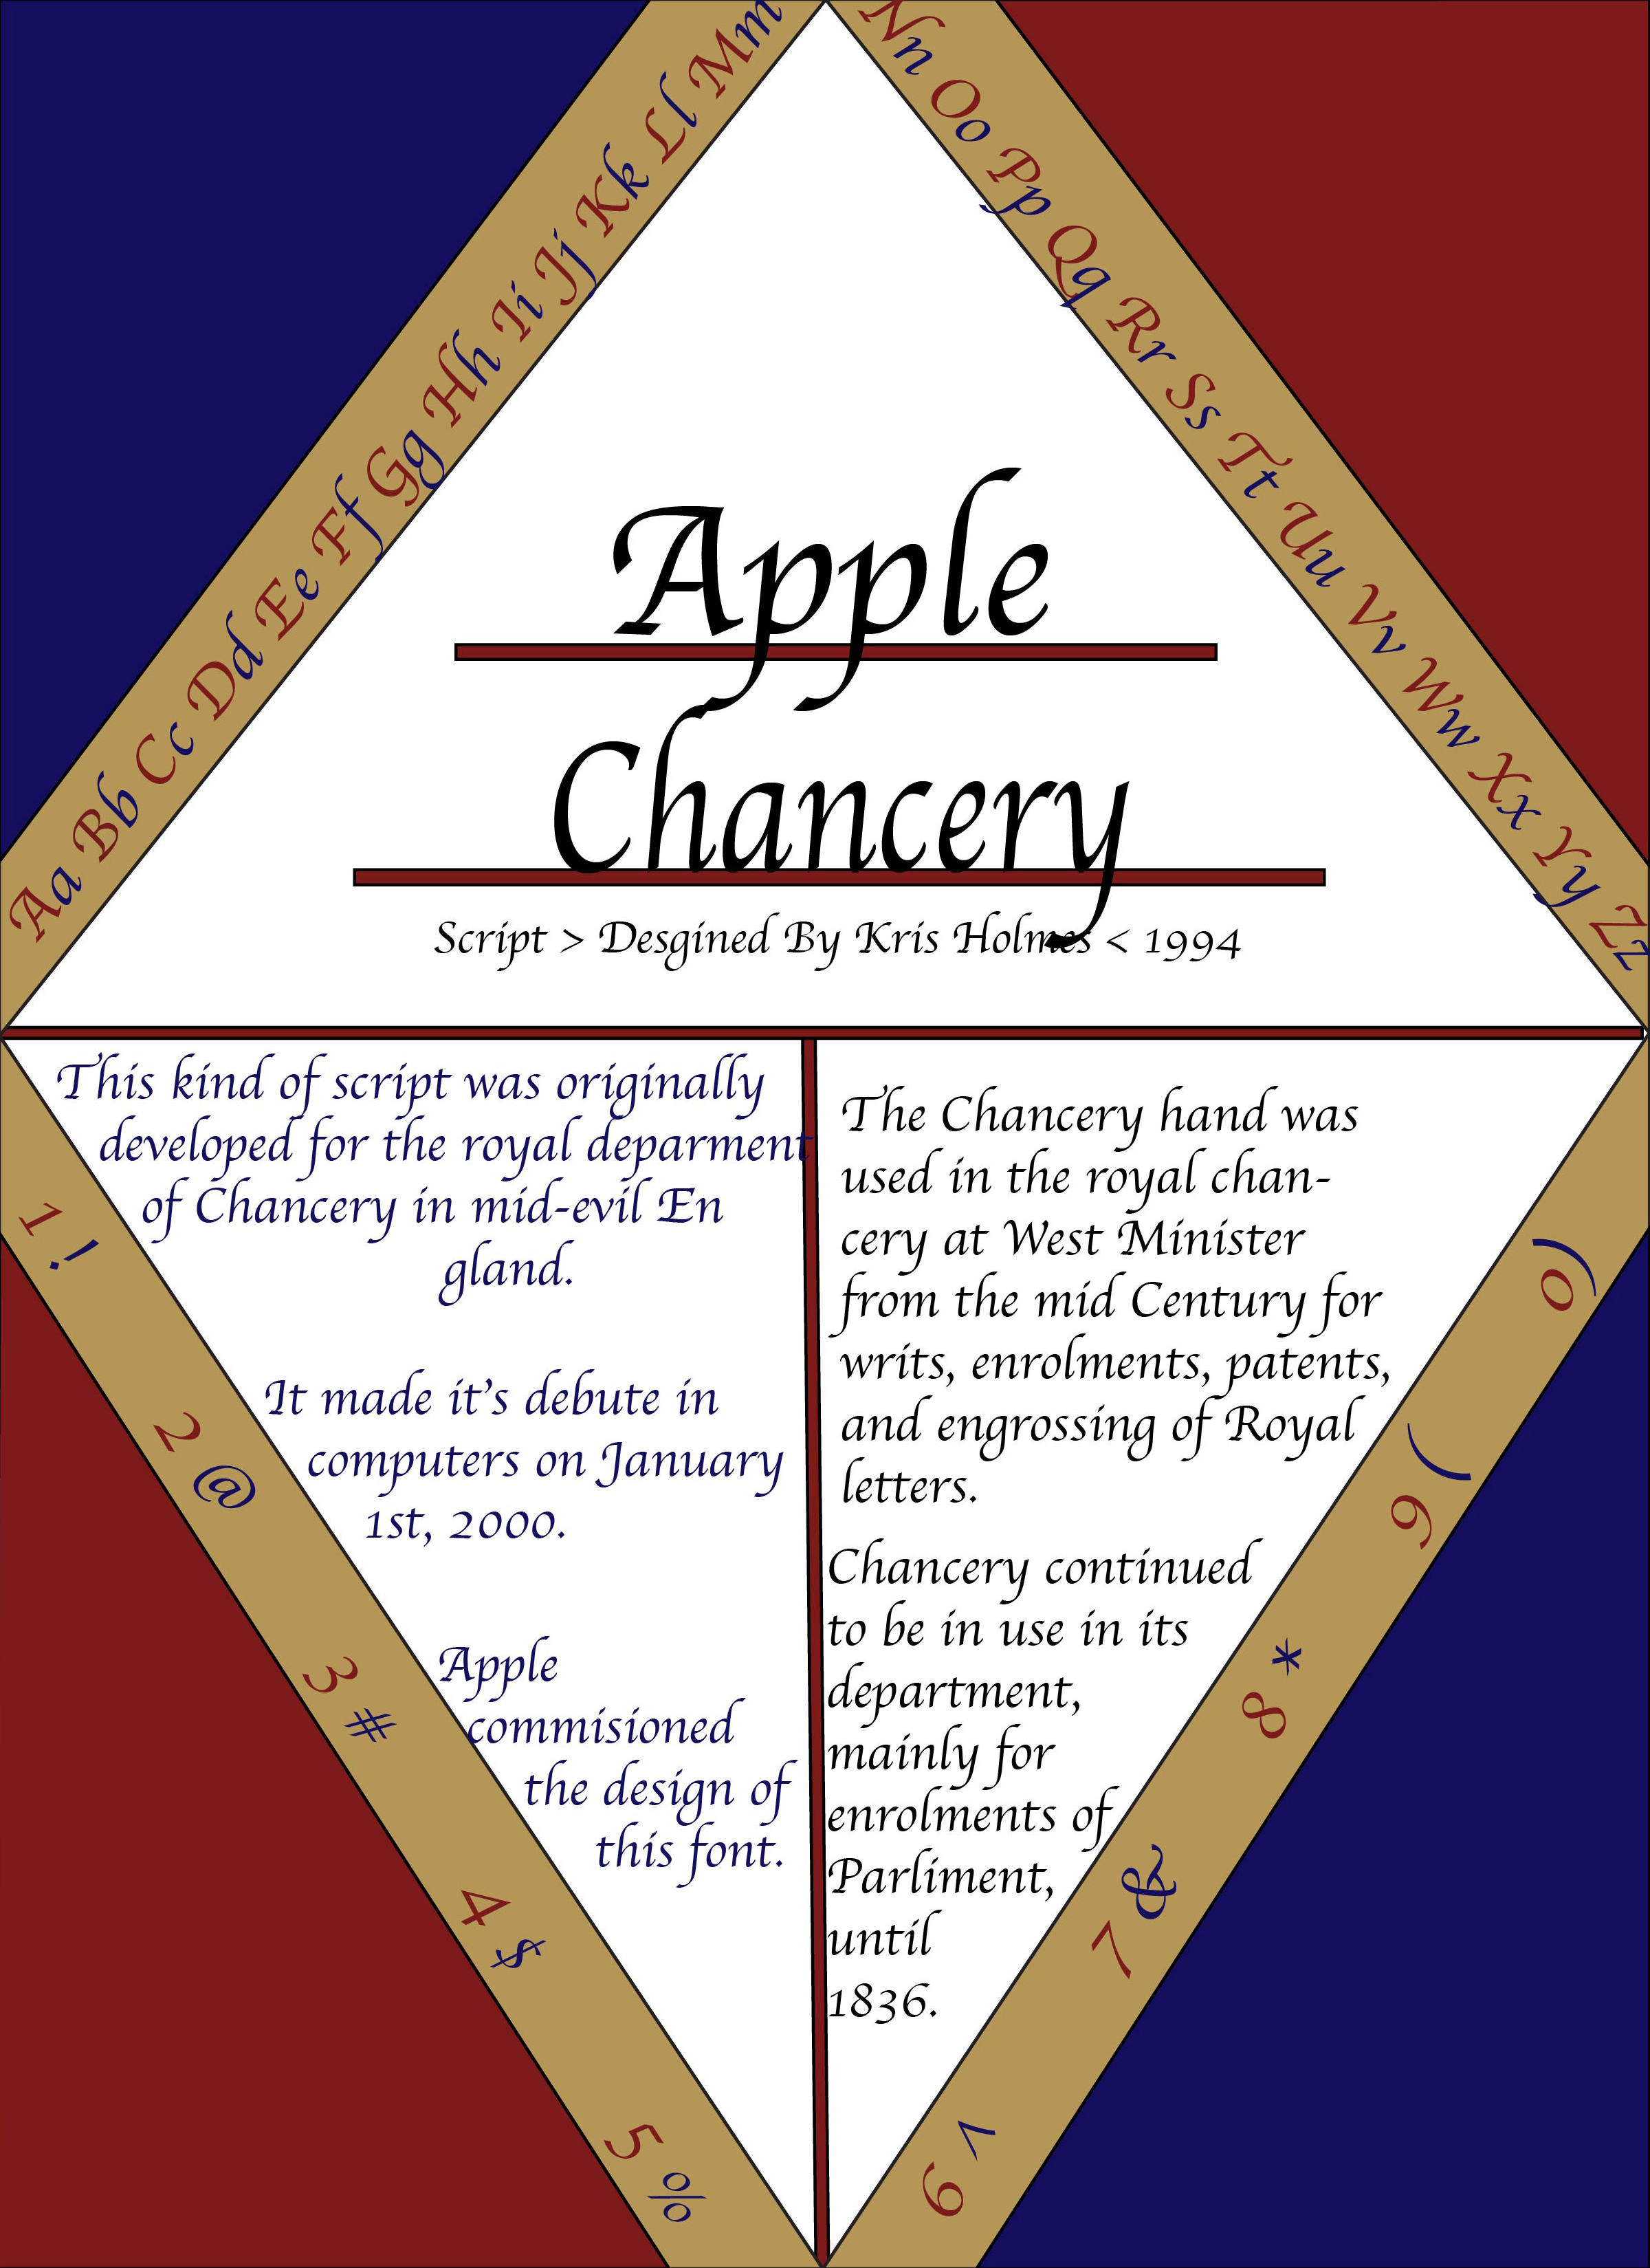 Aa Bb Cc Dd Ee Ff Gg Hh Ii Jj Kk Ll Mm
Nn Oo Pp Qq Rr Ss Tt Uu Vv Ww Xx Yy Zz
Apple
Chancery
Script > Desgined By Kris Holmes < 1994
This kind of script was originally
developed for the royal deparment
of Chancery in mid-evil En
gland.
It made it's debute in
computers on January
1st, 2000.
Apple
commisioned
the design of
this font.
The Chancery hand was
used in the royal chan-
cery at West Minister
from the mid Century for
writs, enrolments, patents,
and engrossing of Royal
letters.
Chancery continued
to be in use in its
department,
mainly for
enrolments of
Parliment,
until
1836.
1 ! 2 @ 3 # 4 $ 5 %
6 ^ 7 & 8 * 9 ( 0 )